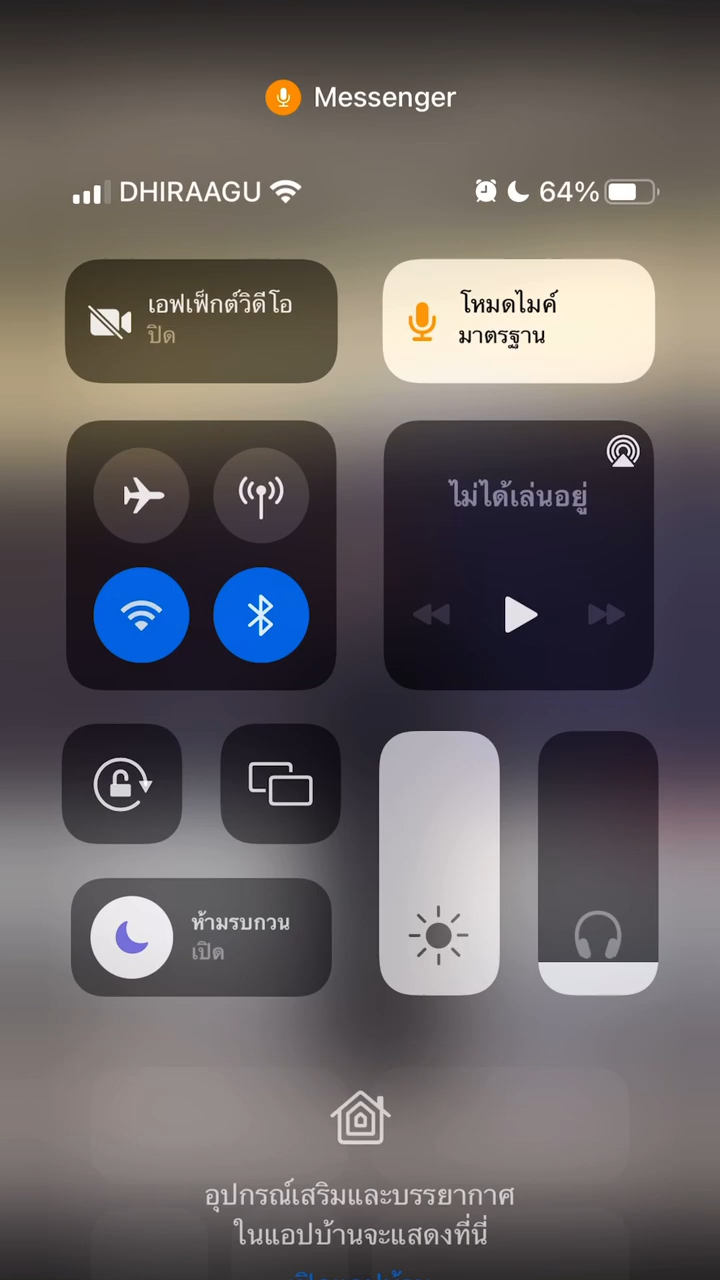 Messenger
DHIRAAGU 64%
เอฟเฟ็กต์วิดีโอ
ปิด
โหมดไมค์
มาตรฐาน
ไม่ได้เล่นอยู่
ห้ามรบกวน
เปิด
อุปกรณ์เสริมและบรรยากาศ
ในแอปบ้านจะแสดงที่นี่